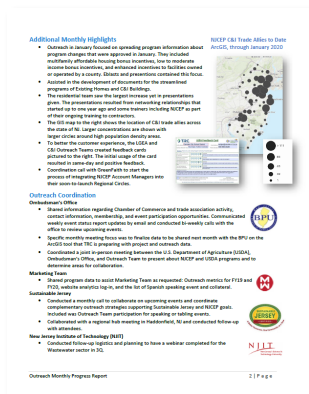 Additional Monthly Highlights
• Outreach in January focused on spreading program information about
program changes that were approved in January. They included
multifamily affordable housing bonus incentives, low to moderate
income bonus incentives, and enhanced incentives to facilities owned
or operated by a county. Eblasts and presentations contained this focus.
• Assisted in the development of documents for the streamlined
programs of Existing Homes and C&I Buildings.
• The residential team saw the largest increase yet in presentations
given. The presentations resulted from networking relationships that
started up to one year ago and some trainers including NJCEP as part
of their ongoing training to contractors.
• The GIS map to the right shows the location of C&I trade allies across
the state of NJ. Larger concentrations are shown with
larger circles around high population density areas.
• To better the customer experience, the LGEA and
C&I Outreach Teams created feedback cards
pictured to the right. The initial usage of the card
resulted in same-day and positive feedback.
• Coordination call with GreenFaith to start the
process of integrating NJCEP Account Managers into
their soon-to-launch Regional Circles.
NJCEP C&I Trade Allies to Date
ArcGIS, through January 2020
TRC
Outreach Coordination
Ombudsman's Office
• Shared information regarding Chamber of Commerce and trade association activity,
contact information, membership, and event participation opportunities. Communicated
weekly event status report updates by email and conducted bi-weekly calls with the
office to review upcoming events.
• Specific monthly meeting focus was to finalize data to be shared next month with the BPU on the
ArcGIS tool that TRC is preparing with project and outreach data.
• Coordinated a joint in-person meeting between the U.S. Department of Agriculture (USDA),
Ombudsman's Office, and Outreach Team to present about NJCEP and USDA programs and to
determine areas for collaboration.
BPU
Marketing Team
• Shared program data to assist Marketing Team as requested: Outreach metrics for FY19 and
FY20, website analytics log-in, and the list of Spanish speaking event and collateral.
Sustainable Jersey
• Conducted a monthly call to collaborate on upcoming events and coordinate
complementary outreach strategies supporting Sustainable Jersey and NJCEP goals.
Included was Outreach Team participation for speaking or tabling events.
• Collaborated with a regional hub meeting in Haddonfield, NJ and conducted follow-up
with attendees.
JERSEY
New Jersey Institute of Technology (NJIT)
• Conducted follow-up logistics and planning to have a webinar completed for the
Wastewater sector in 3Q.
NJIT
Outreach Monthly Progress Report
2 | P a g e